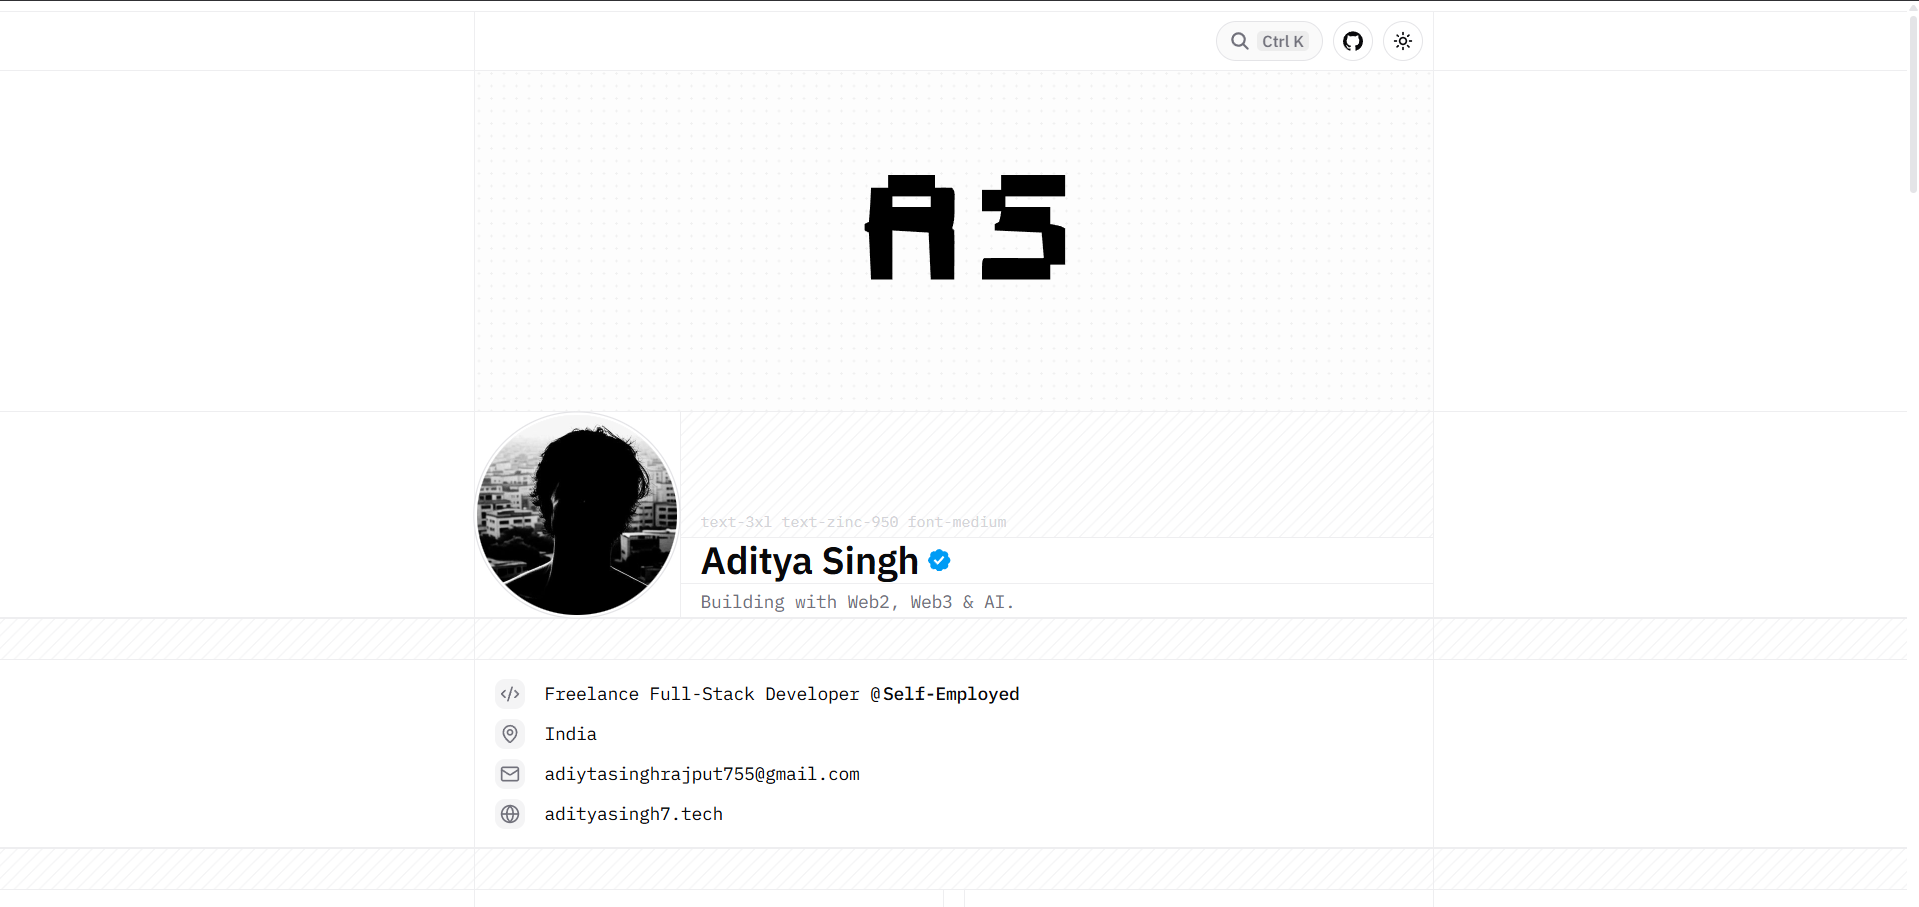 Ctrl K
AS
text-3xl text-zinc-950 font-medium
Aditya Singh
Building with Web2, Web3 & AI.
Freelance Full-Stack Developer @Self-Employed
India
adiytasinghrajput755@gmail.com
adityasingh7.tech